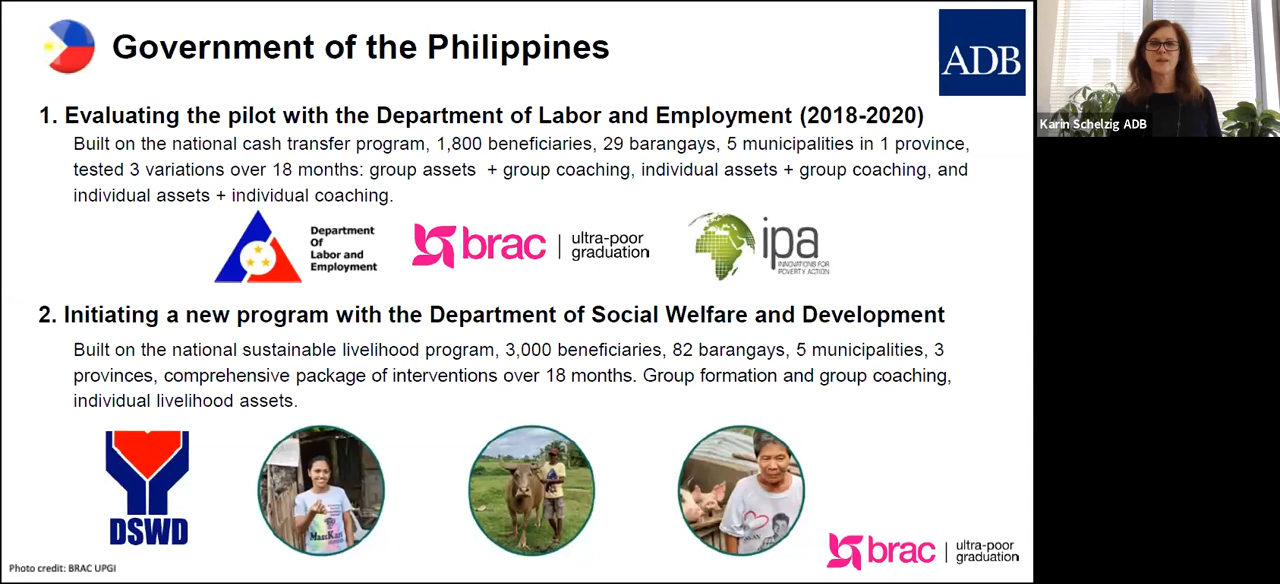 Government of the Philippines
ADB
Karin Schelzig ADB
1. Evaluating the pilot with the Department of Labor and Employment (2018-2020)
Built on the national cash transfer program, 1,800 beneficiaries, 29 barangays, 5 municipalities in 1 province,
tested 3 variations over 18 months: group assets + group coaching, individual assets + group coaching, and
individual assets + individual coaching.
Department
Of
Labor and
Employment
brac
ultra-poor
graduation
ipa
INNOVATIONS FOR
POVERTY ACTION
2. Initiating a new program with the Department of Social Welfare and Development
Built on the national sustainable livelihood program, 3,000 beneficiaries, 82 barangays, 5 municipalities, 3
provinces, comprehensive package of interventions over 18 months. Group formation and group coaching,
individual livelihood assets.
DSWD
brac
ultra-poor
graduation
Photo credit: BRAC UPGI